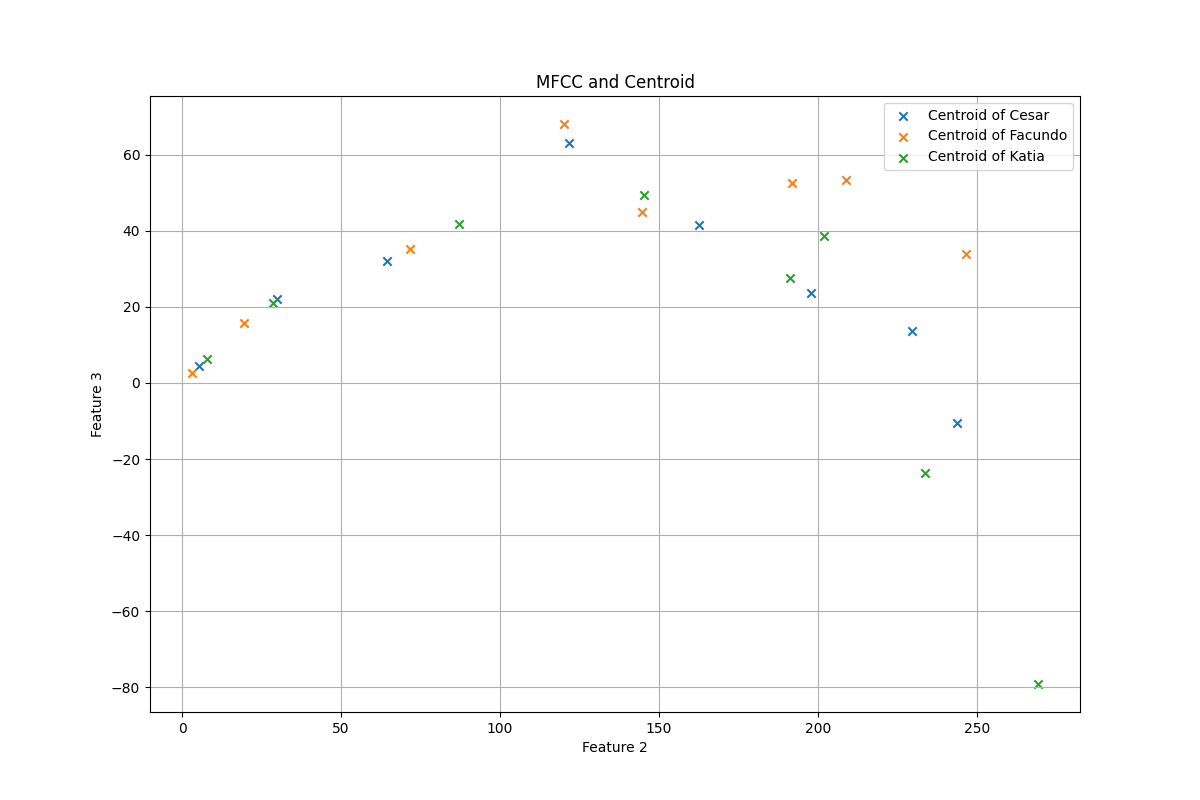 MFCC and Centroid
Centroid of Cesar
Centroid of Facundo
Centroid of Katia
60
40
20
0
−20
−40
−60
−80
Feature 3
0 50 100 150 200 250
Feature 2